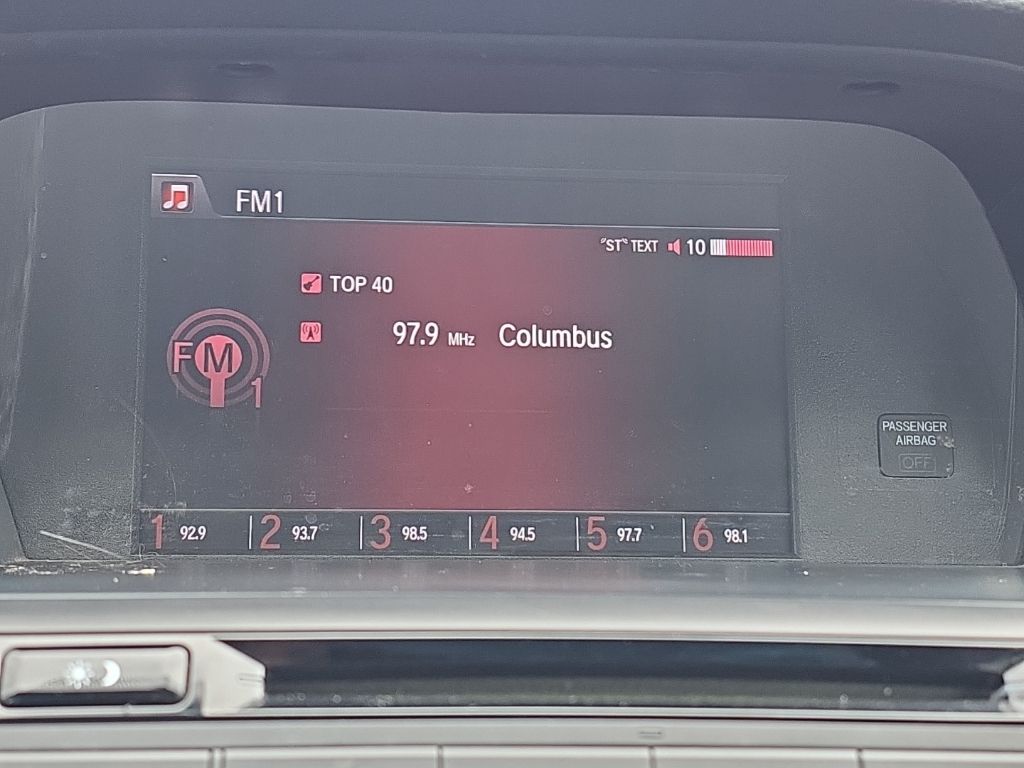 FM1
"ST" TEXT 10
TOP 40
97.9 MHz Columbus
FM
1
PASSENGER
AIRBAG
OFF
1 92.9 2 93.7 3 98.5 4 94.5 5 97.7 6 98.1